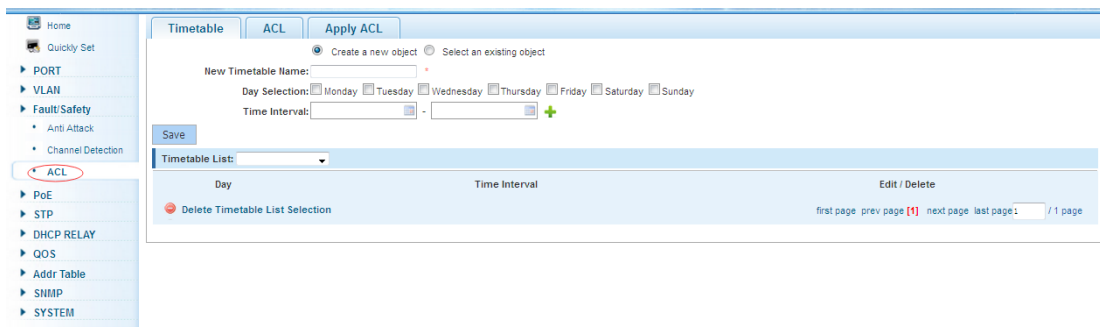 Home
Quickly Set
PORT
VLAN
Fault/Safety
Anti Attack
Channel Detection
ACL
PoE
STP
DHCP RELAY
QOS
Addr Table
SNMP
SYSTEM
Timetable ACL Apply ACL
Create a new object Select an existing object
New Timetable Name: *
Day Selection: Monday Tuesday Wednesday Thursday Friday Saturday Sunday
Time Interval: -
Save
Timetable List:
Day Time Interval Edit / Delete
Delete Timetable List Selection first page prev page [1] next page last page 1 / 1 page